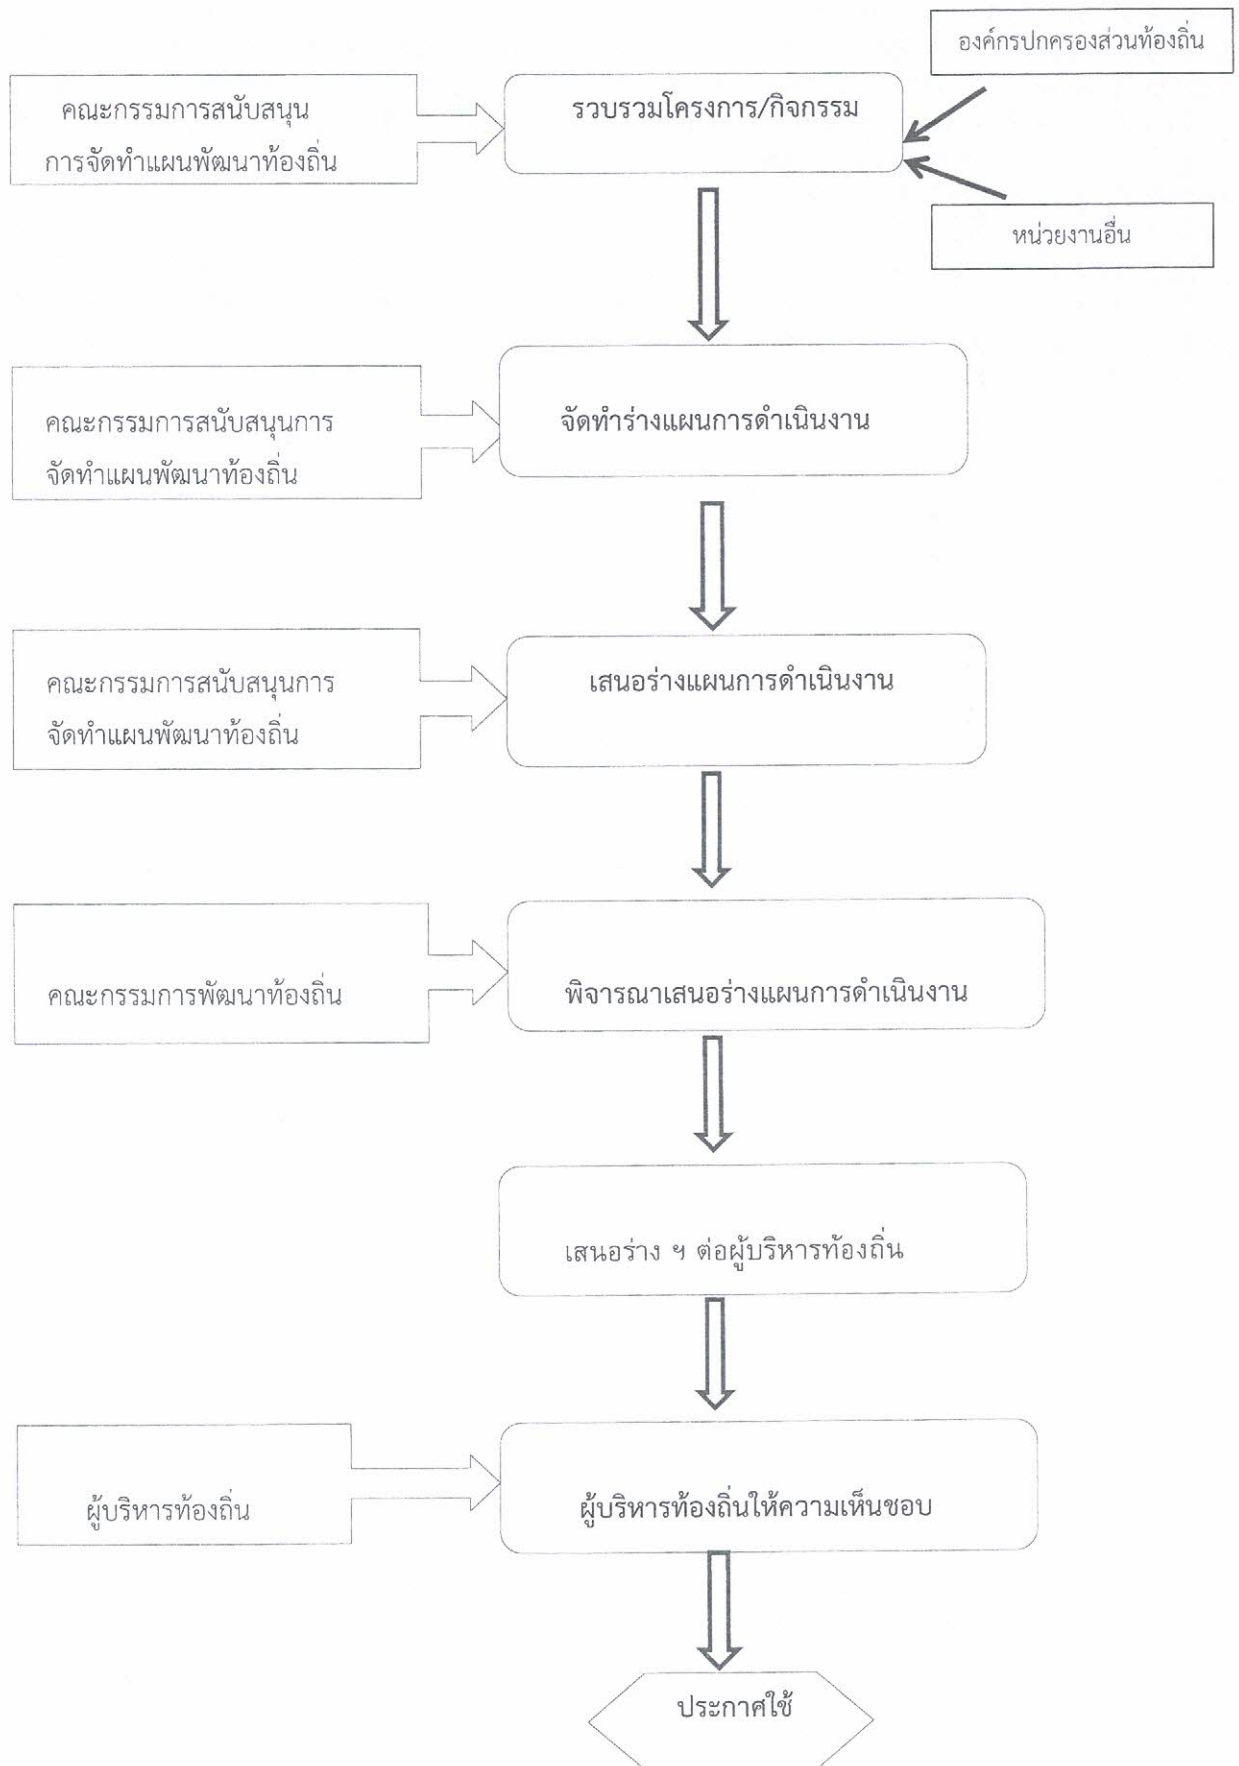 องค์กรปกครองส่วนท้องถิ่น
คณะกรรมการสนับสนุน
การจัดทำแผนพัฒนาท้องถิ่น
รวบรวมโครงการ/กิจกรรม
หน่วยงานอื่น
คณะกรรมการสนับสนุนการ
จัดทำแผนพัฒนาท้องถิ่น
จัดทำร่างแผนการดำเนินงาน
คณะกรรมการสนับสนุนการ
จัดทำแผนพัฒนาท้องถิ่น
เสนอร่างแผนการดำเนินงาน
คณะกรรมการพัฒนาท้องถิ่น
พิจารณาเสนอร่างแผนการดำเนินงาน
เสนอร่าง ฯ ต่อผู้บริหารท้องถิ่น
ผู้บริหารท้องถิ่น
ผู้บริหารท้องถิ่นให้ความเห็นชอบ
ประกาศใช้